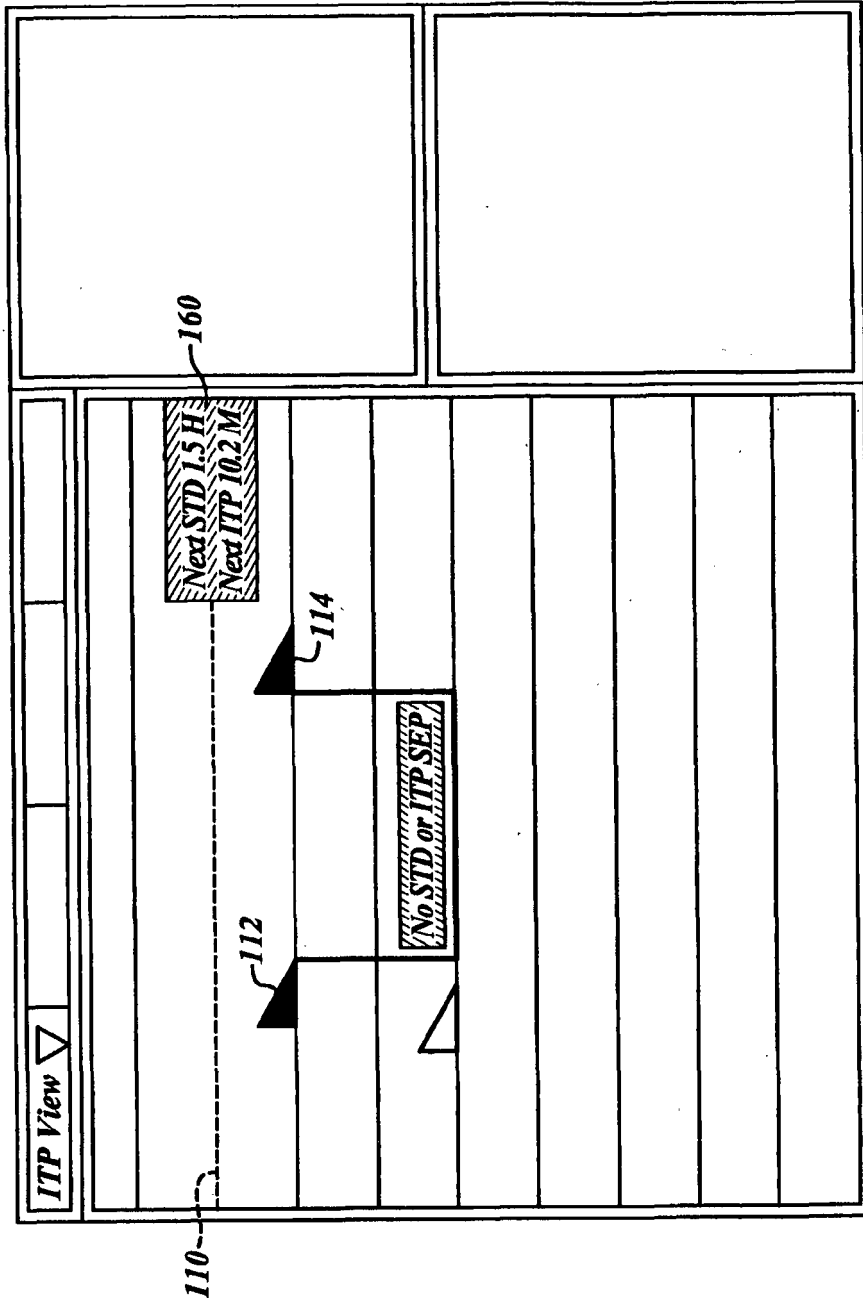 ITP View
110
Next STD 1.5 H
Next ITP 10.2 M
160
112
114
No STD or ITP SEP